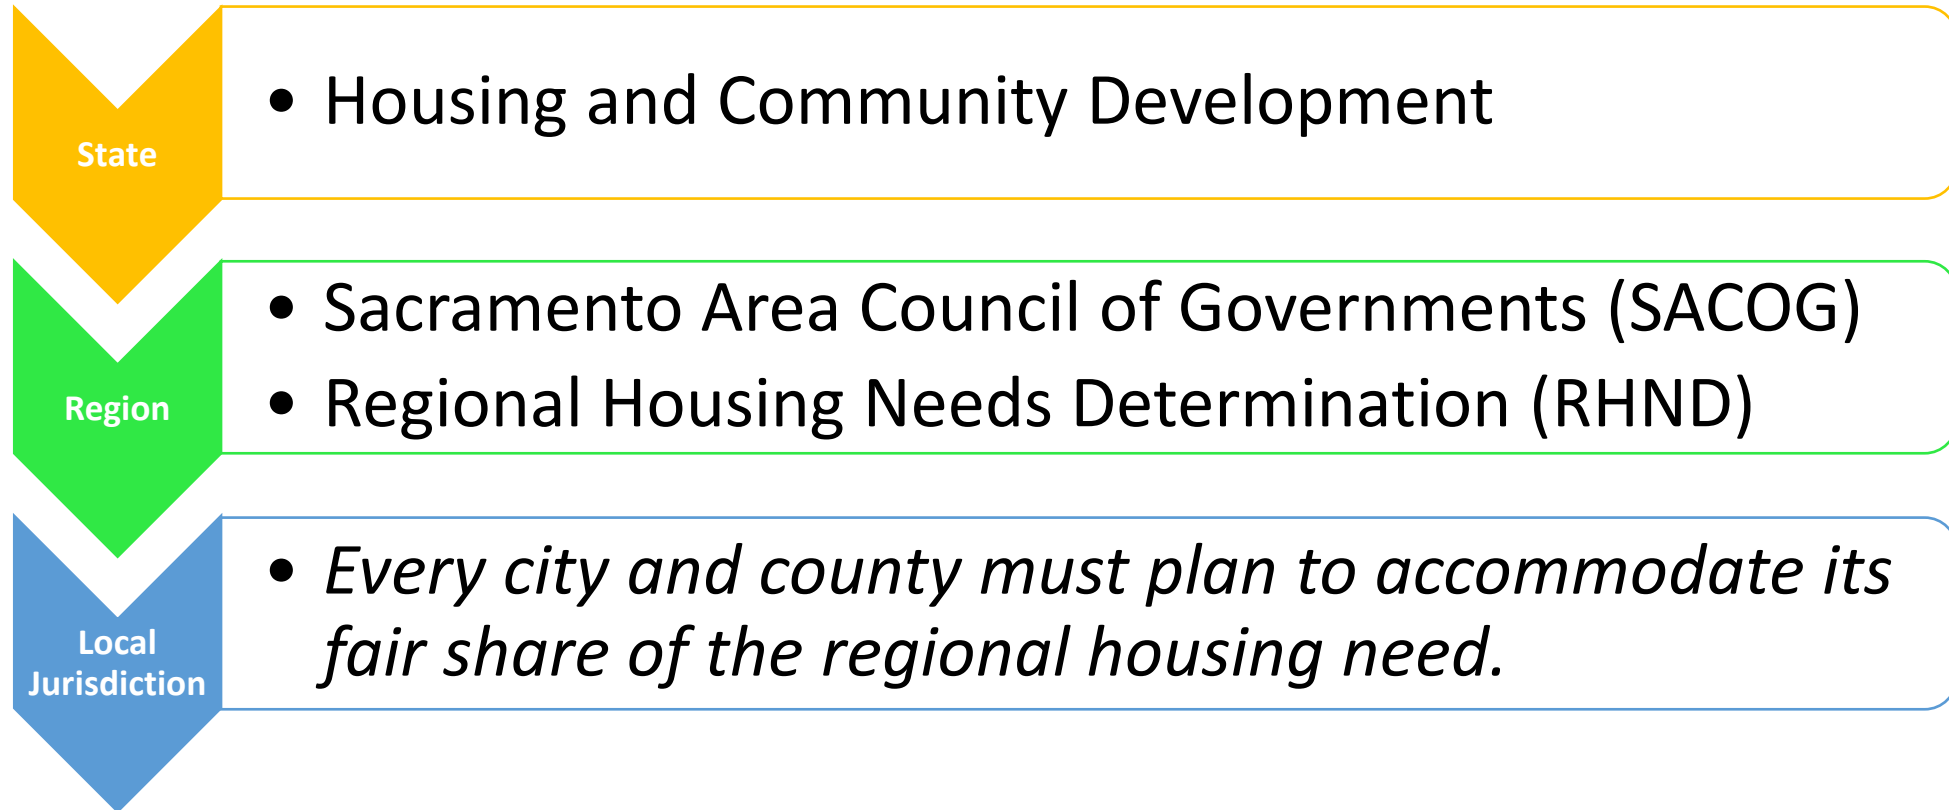 State
• Housing and Community Development
Region
• Sacramento Area Council of Governments (SACOG)
• Regional Housing Needs Determination (RHND)
Local
Jurisdiction
• Every city and county must plan to accommodate its
fair share of the regional housing need.